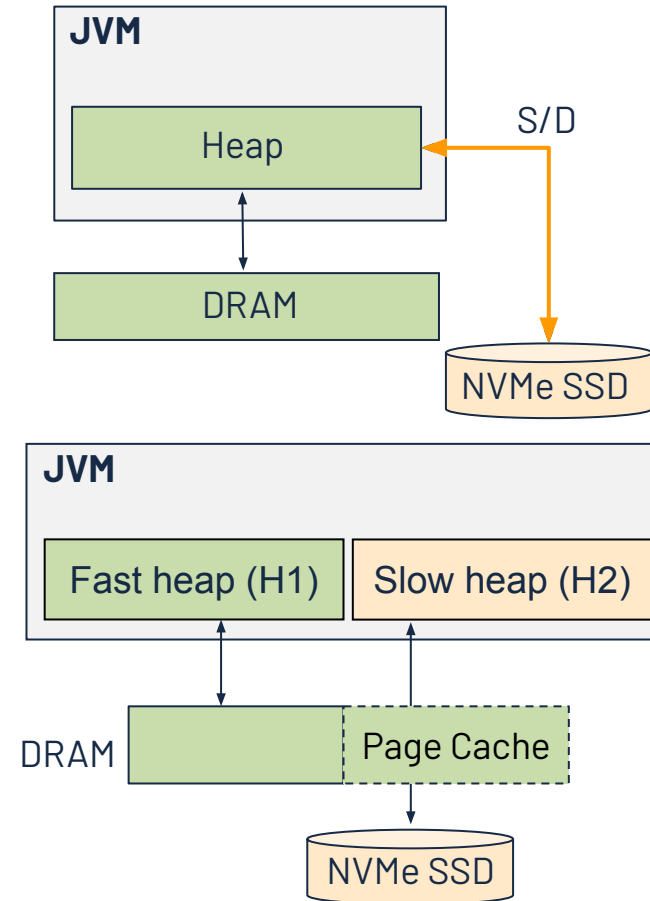 JVM
Heap
S/D
DRAM
NVMe SSD
JVM
Fast heap (H1)
Slow heap (H2)
DRAM
Page Cache
NVMe SSD